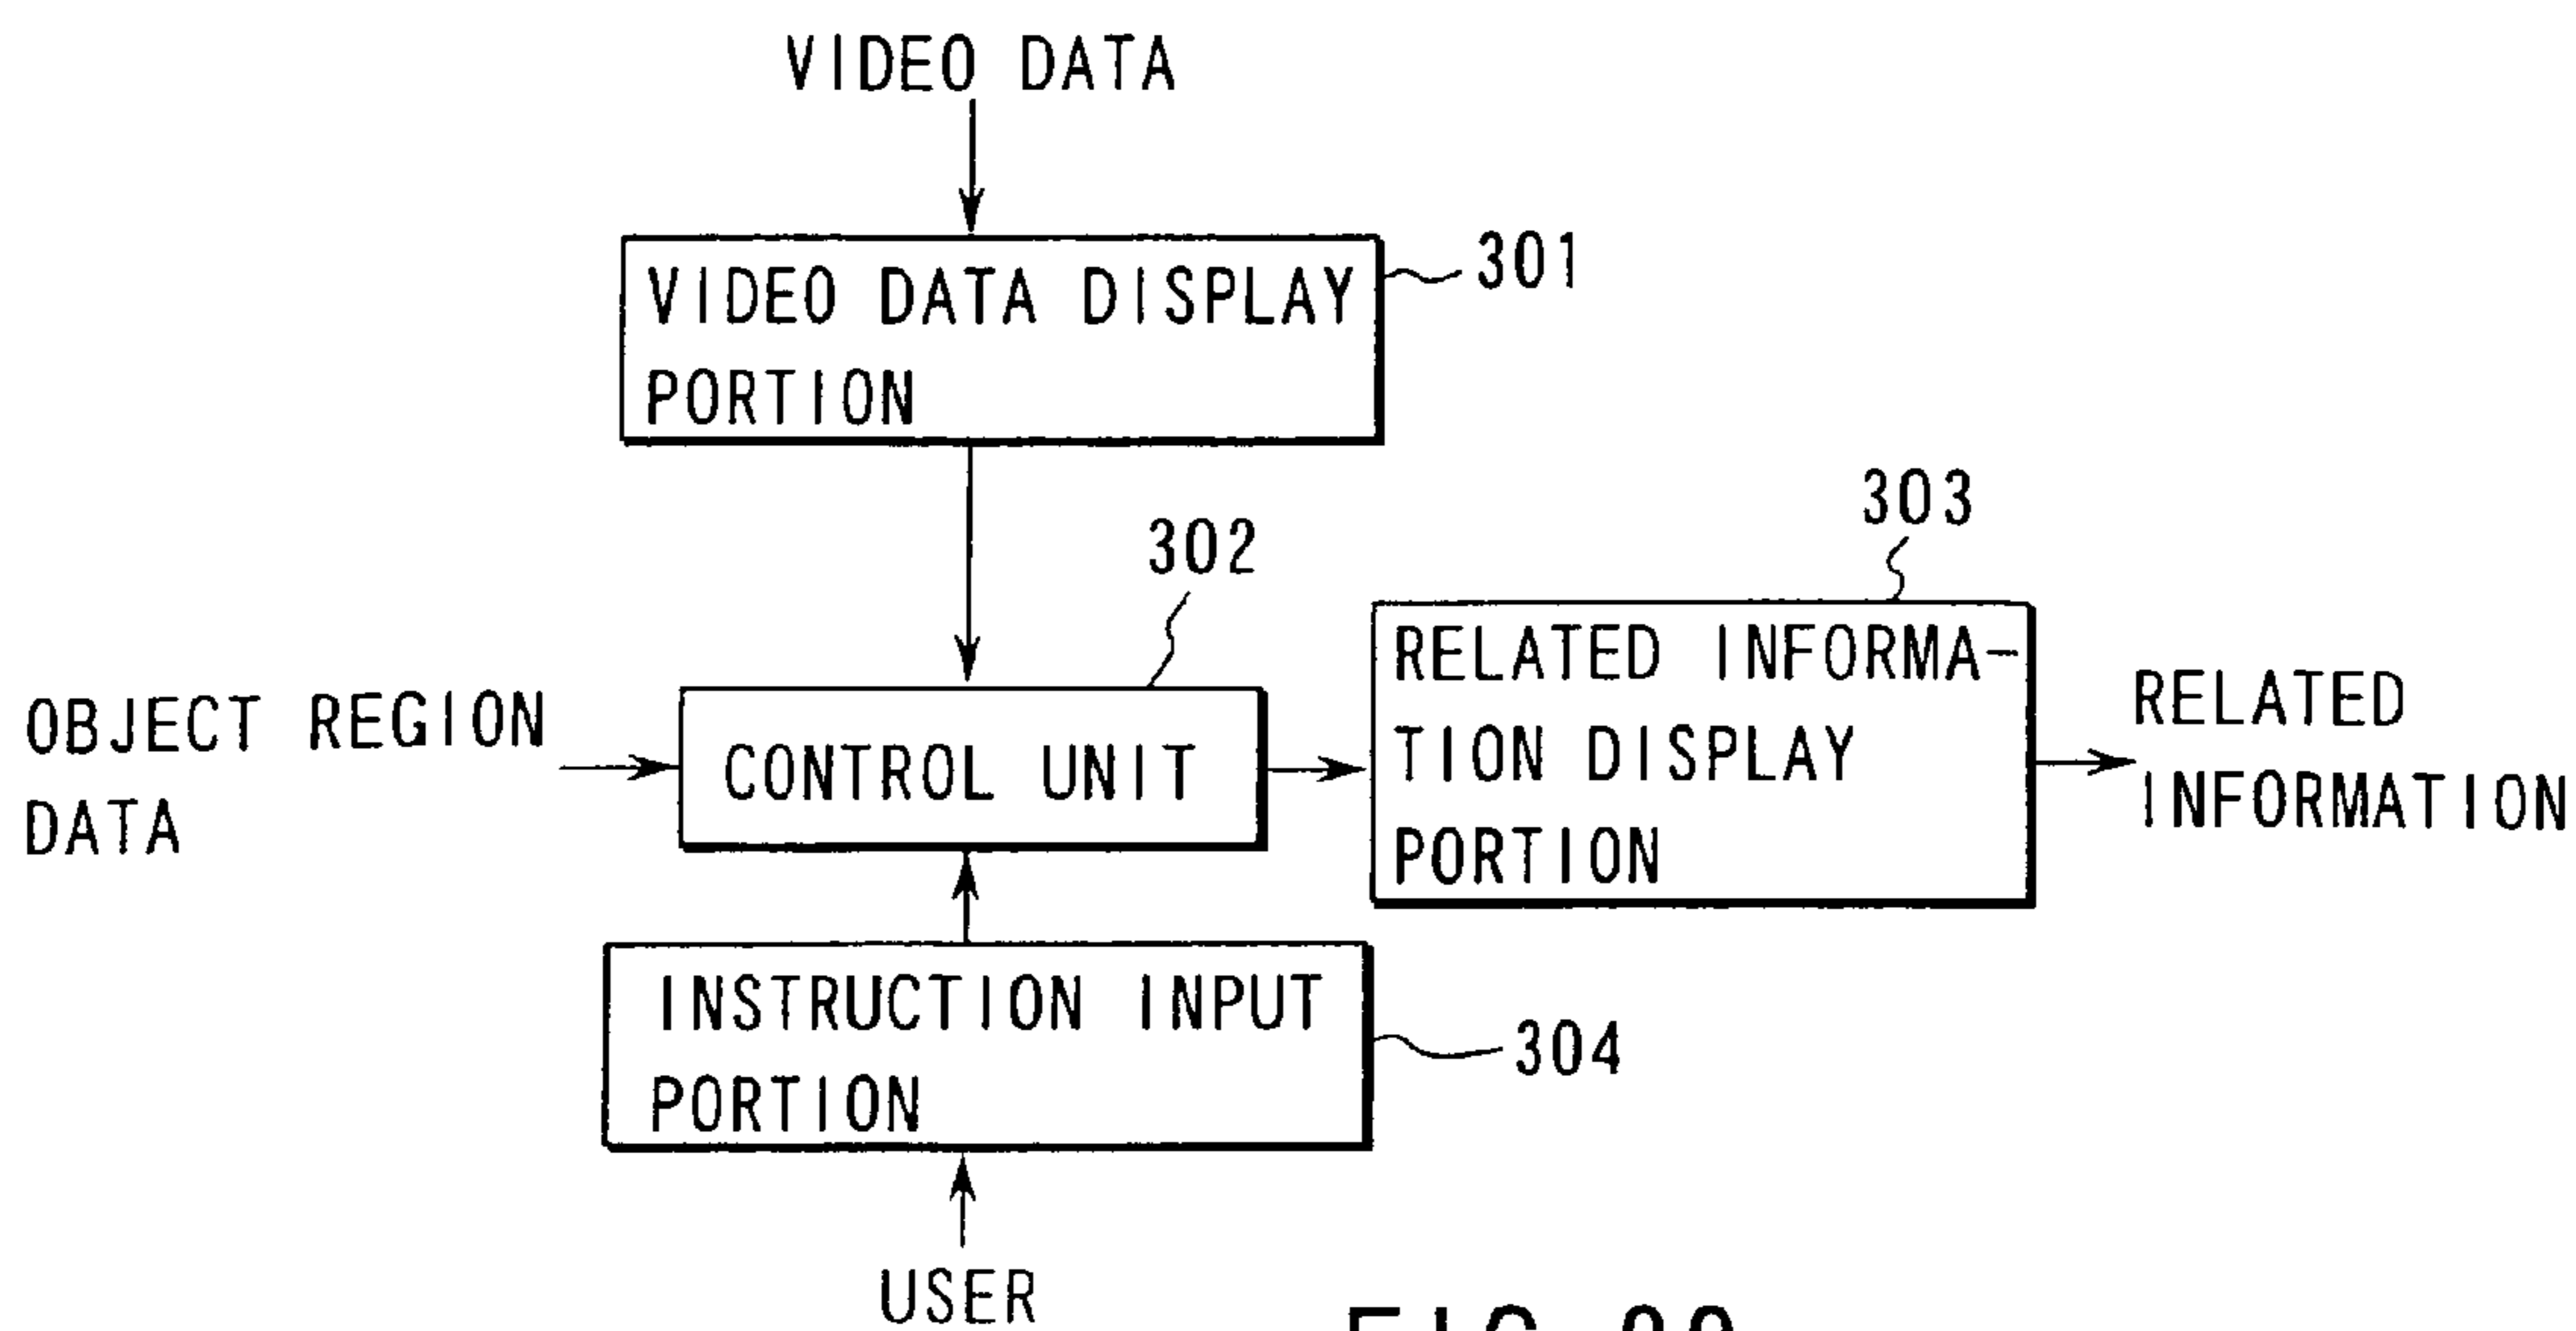 VIDEO DATA
VIDEO DATA DISPLAY
PORTION
301
302
303
OBJECT REGION
DATA
CONTROL UNIT
RELATED INFORMA-
TION DISPLAY
PORTION
RELATED
INFORMATION
INSTRUCTION INPUT
PORTION
304
USER